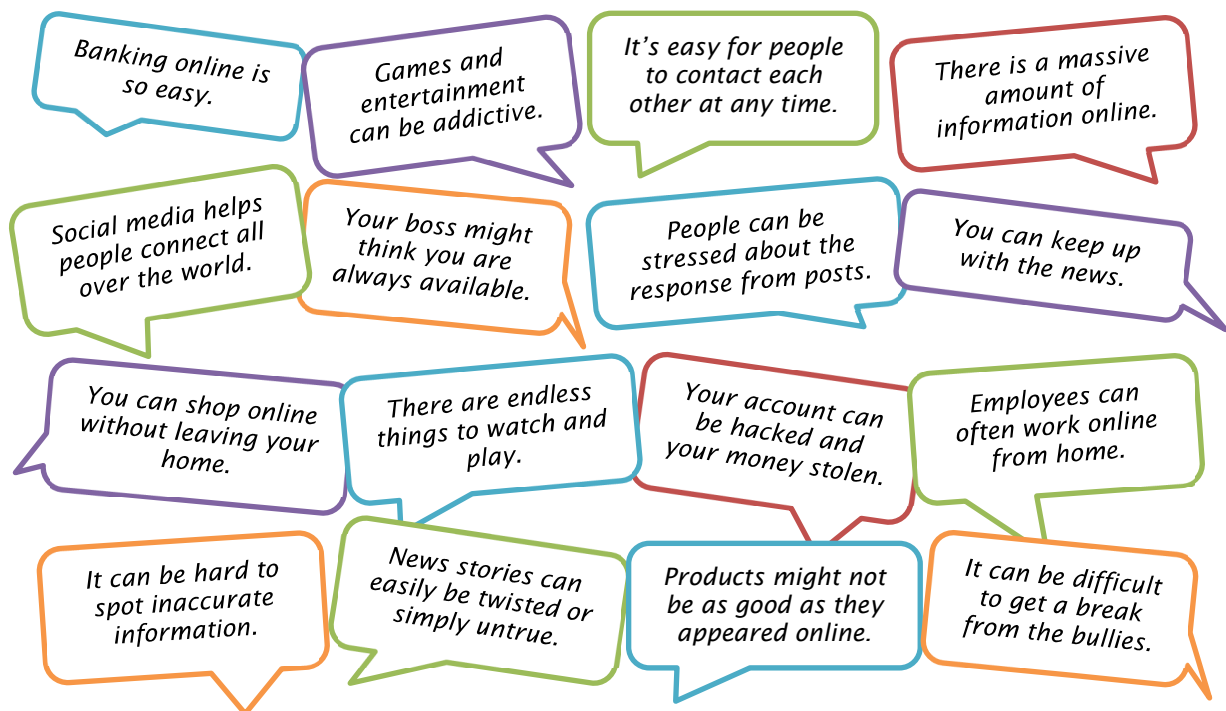 Banking online is
so easy.
Games and
entertainment
can be addictive.
It's easy for people
to contact each
other at any time.
There is a massive
amount of
information online.
Social media helps
people connect all
over the world.
Your boss might
think you are
always available.
People can be
stressed about the
response from posts.
You can keep up
with the news.
You can shop online
without leaving your
home.
There are endless
things to watch and
play.
Your account can
be hacked and
your money stolen.
Employees can
often work online
from home.
It can be hard to
spot inaccurate
information.
News stories can
easily be twisted or
simply untrue.
Products might not
be as good as they
appeared online.
It can be difficult
to get a break
from the bullies.